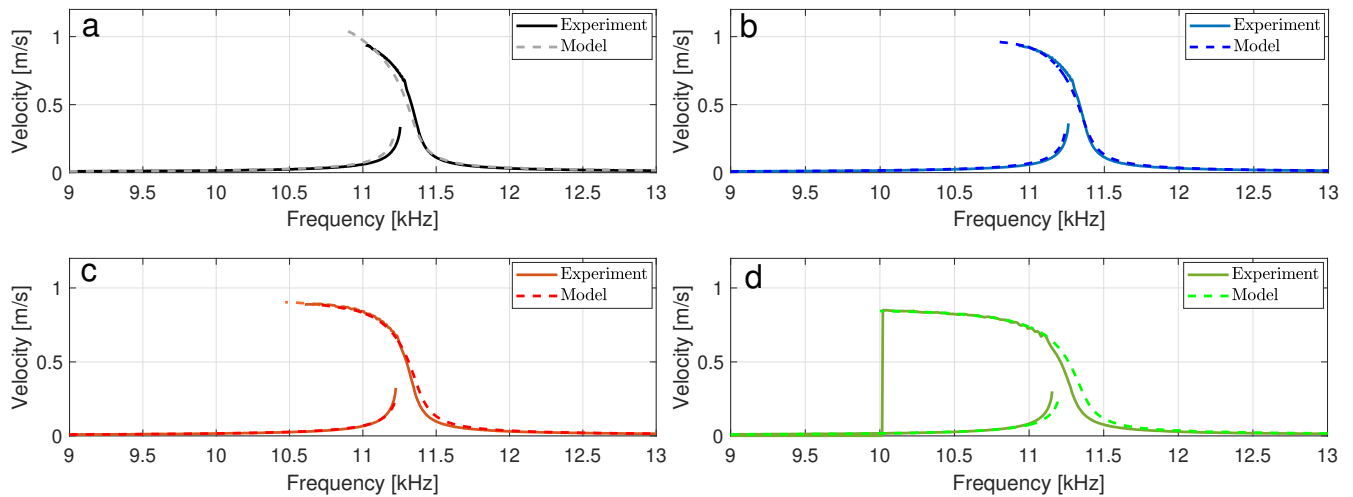 a
Experiment
Model
Velocity [m/s]
1
0.5
0
9 9.5 10 10.5 11 11.5 12 12.5 13
Frequency [kHz]
b
Experiment
Model
Velocity [m/s]
1
0.5
0
9 9.5 10 10.5 11 11.5 12 12.5 13
Frequency [kHz]
c
Experiment
Model
Velocity [m/s]
1
0.5
0
9 9.5 10 10.5 11 11.5 12 12.5 13
Frequency [kHz]
d
Experiment
Model
Velocity [m/s]
1
0.5
0
9 9.5 10 10.5 11 11.5 12 12.5 13
Frequency [kHz]